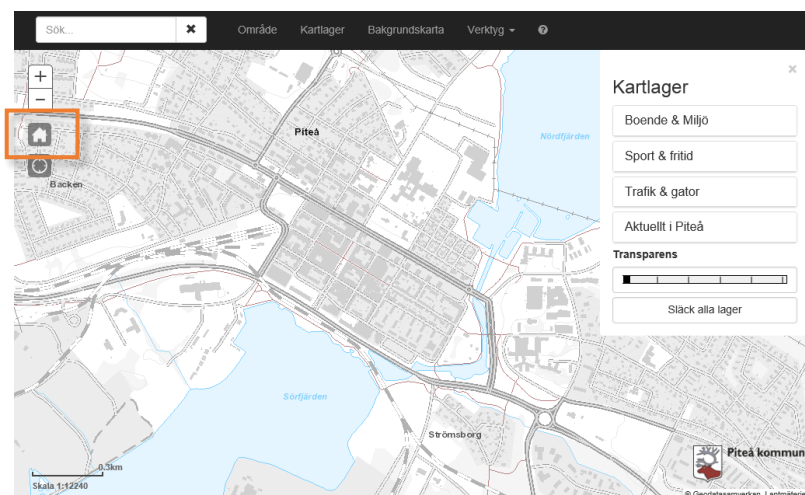 Sök...
Område Kartlager Bakgrundskarta Verktyg
Kartlager
Boende & Miljö
Sport & fritid
Trafik & gator
Aktuellt i Piteå
Transparens
Släck alla lager
Piteå
Nördfjärden
Backen
Sörfjärden
Strömsborg
0.3km
Skala 1:12240
Piteå kommun
© Geodatasamverkan, Lantmäterie